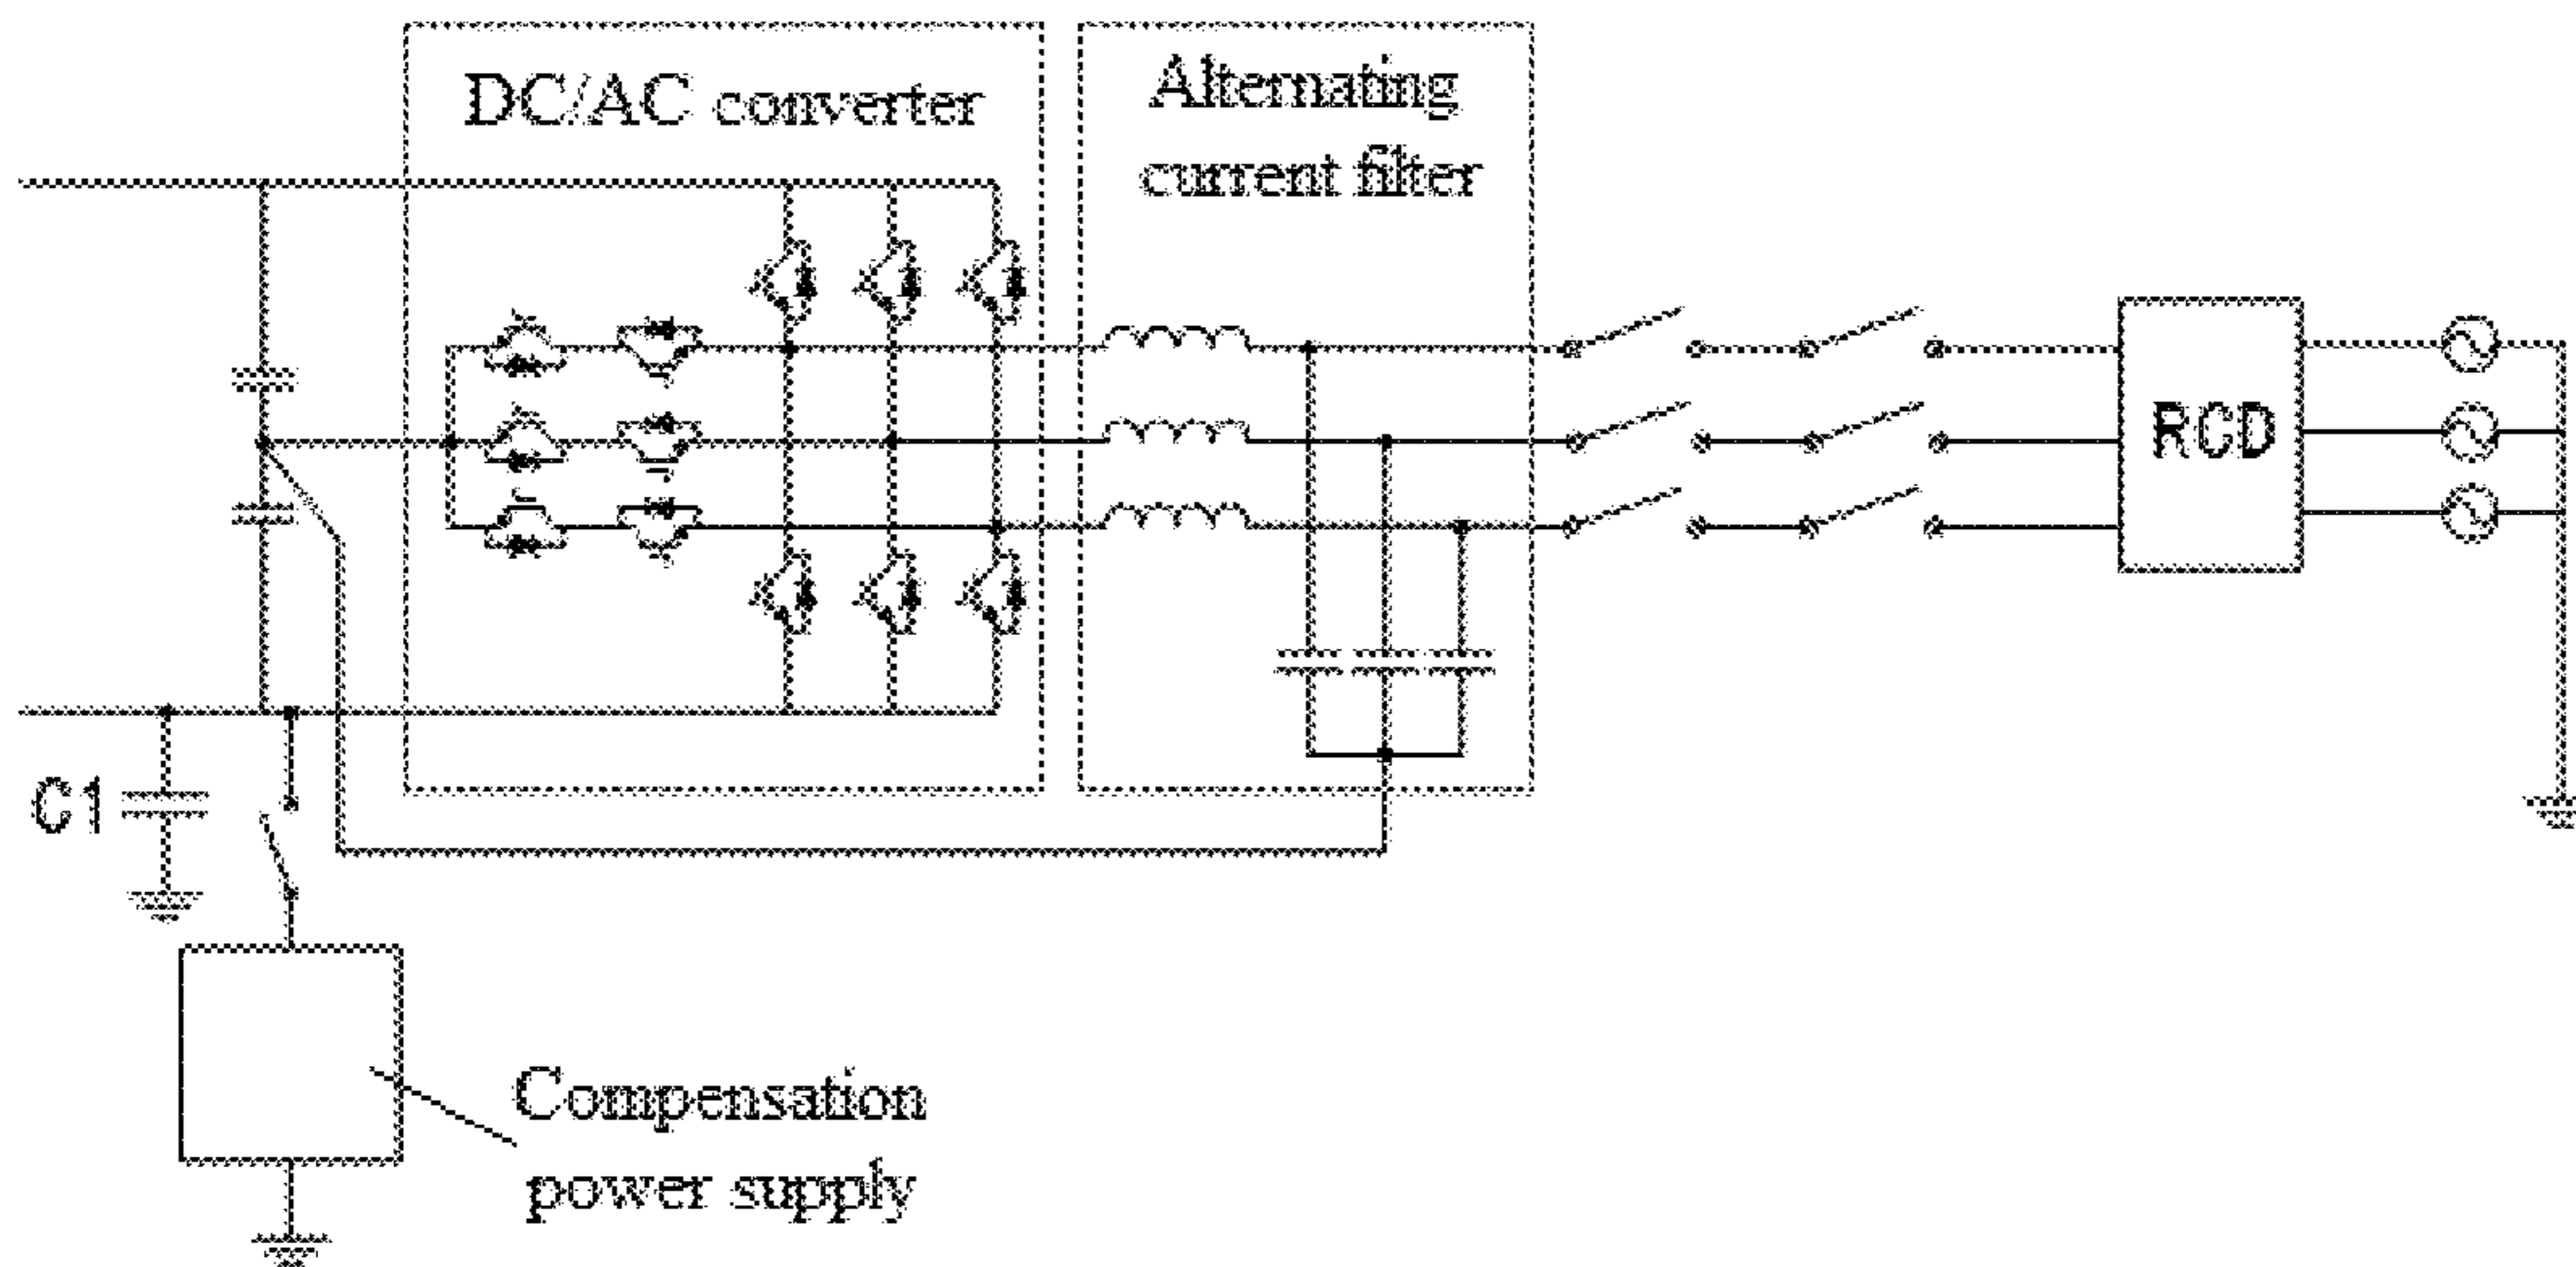 DC/AC converter
Alternating
current filter
RCD
C1
Compensation
power supply